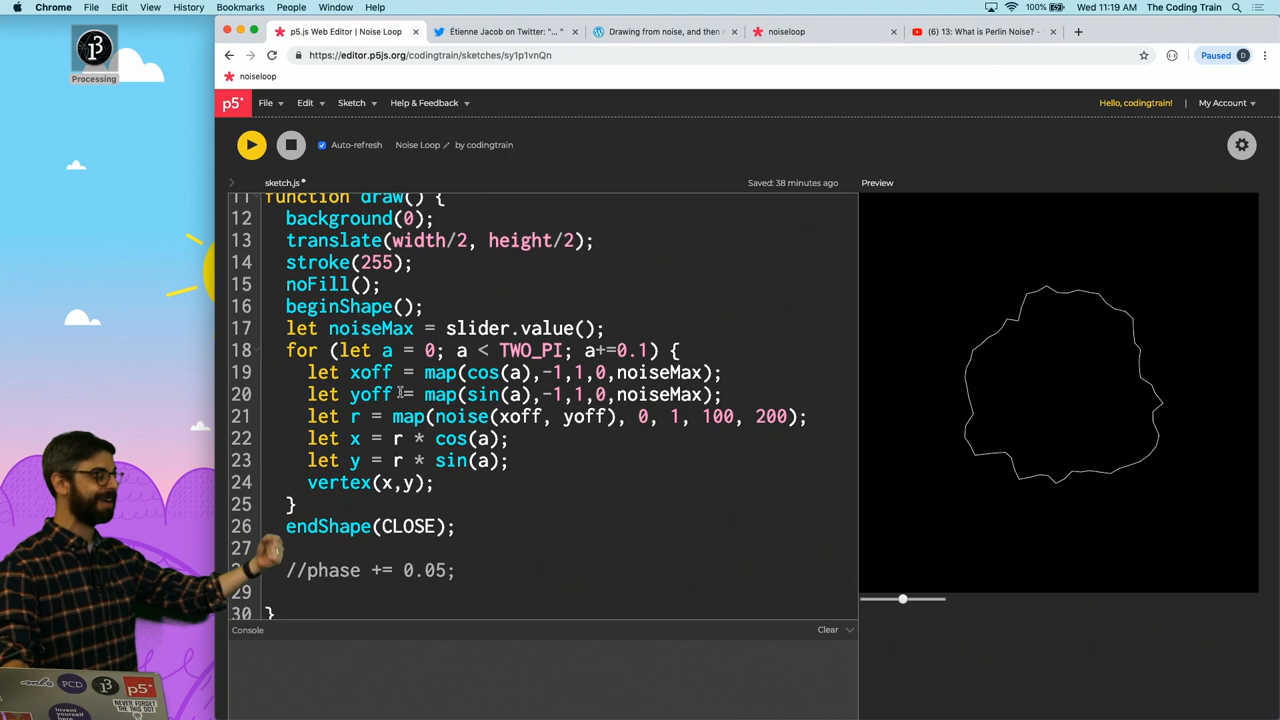 Chrome File Edit View History Bookmarks People Window Help 100% Wed 11:19 AM The Coding Train
p5.js Web Editor | Noise Loop Étienne Jacob on Twitter: "... Drawing from noise, and then noiseloop (6) 13: What is Perlin Noise? -
https://editor.p5js.org/codingtrain/sketches/sy1p1vnQn Paused D
noiseloop
Processing
p5* File Edit Sketch Help & Feedback Hello, codingtrain! | My Account
Auto-refresh Noise Loop by codingtrain
sketch.js Saved: 38 minutes ago Preview
11 function draw() {
12 background(0);
13 translate(width/2, height/2);
14 stroke(255);
15 noFill();
16 beginShape();
17 let noiseMax = slider.value();
18 for (let a = 0; a < TWO_PI; a+=0.1) {
19 let xoff = map(cos(a),-1,1,0,noiseMax);
20 let yoff = map(sin(a),-1,1,0,noiseMax);
21 let r = map(noise(xoff, yoff), 0, 1, 100, 200);
22 let x = r * cos(a);
23 let y = r * sin(a);
24 vertex(x,y);
25 }
26 endShape(CLOSE);
27
//phase += 0.05;
29
30 }
Console Clear
PCD
p5*
NEVER FORGET
THE THIS DOT